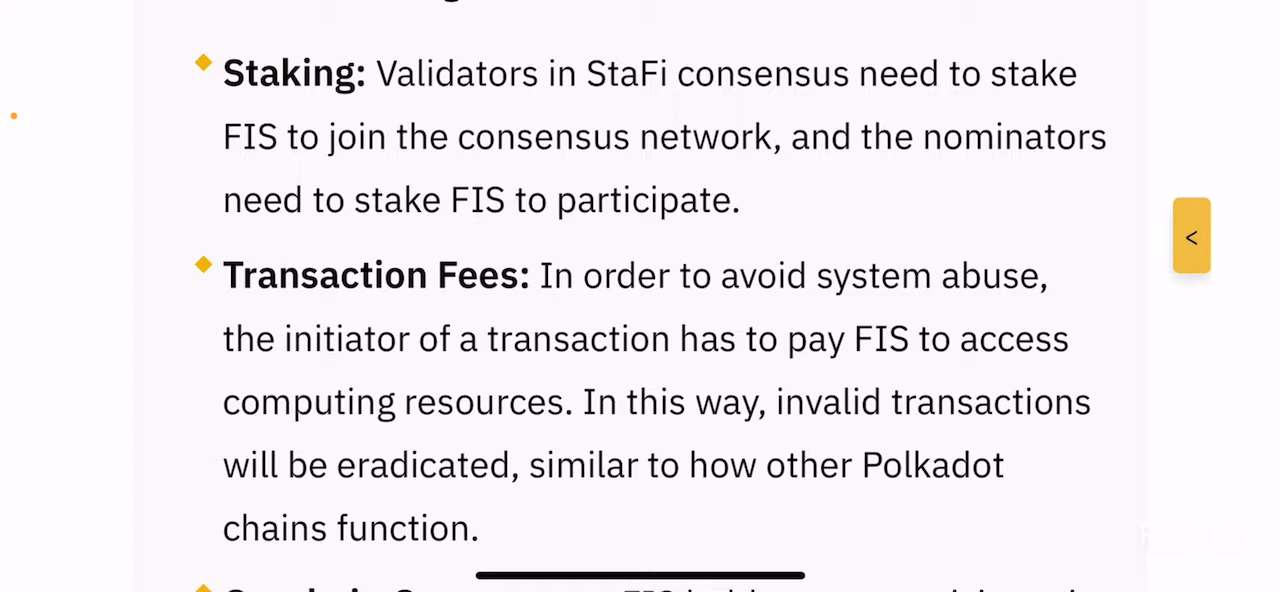 Staking: Validators in StaFi consensus need to stake
FIS to join the consensus network, and the nominators
need to stake FIS to participate.
<
Transaction Fees: In order to avoid system abuse,
the initiator of a transaction has to pay FIS to access
computing resources. In this way, invalid transactions
will be eradicated, similar to how other Polkadot
chains function.